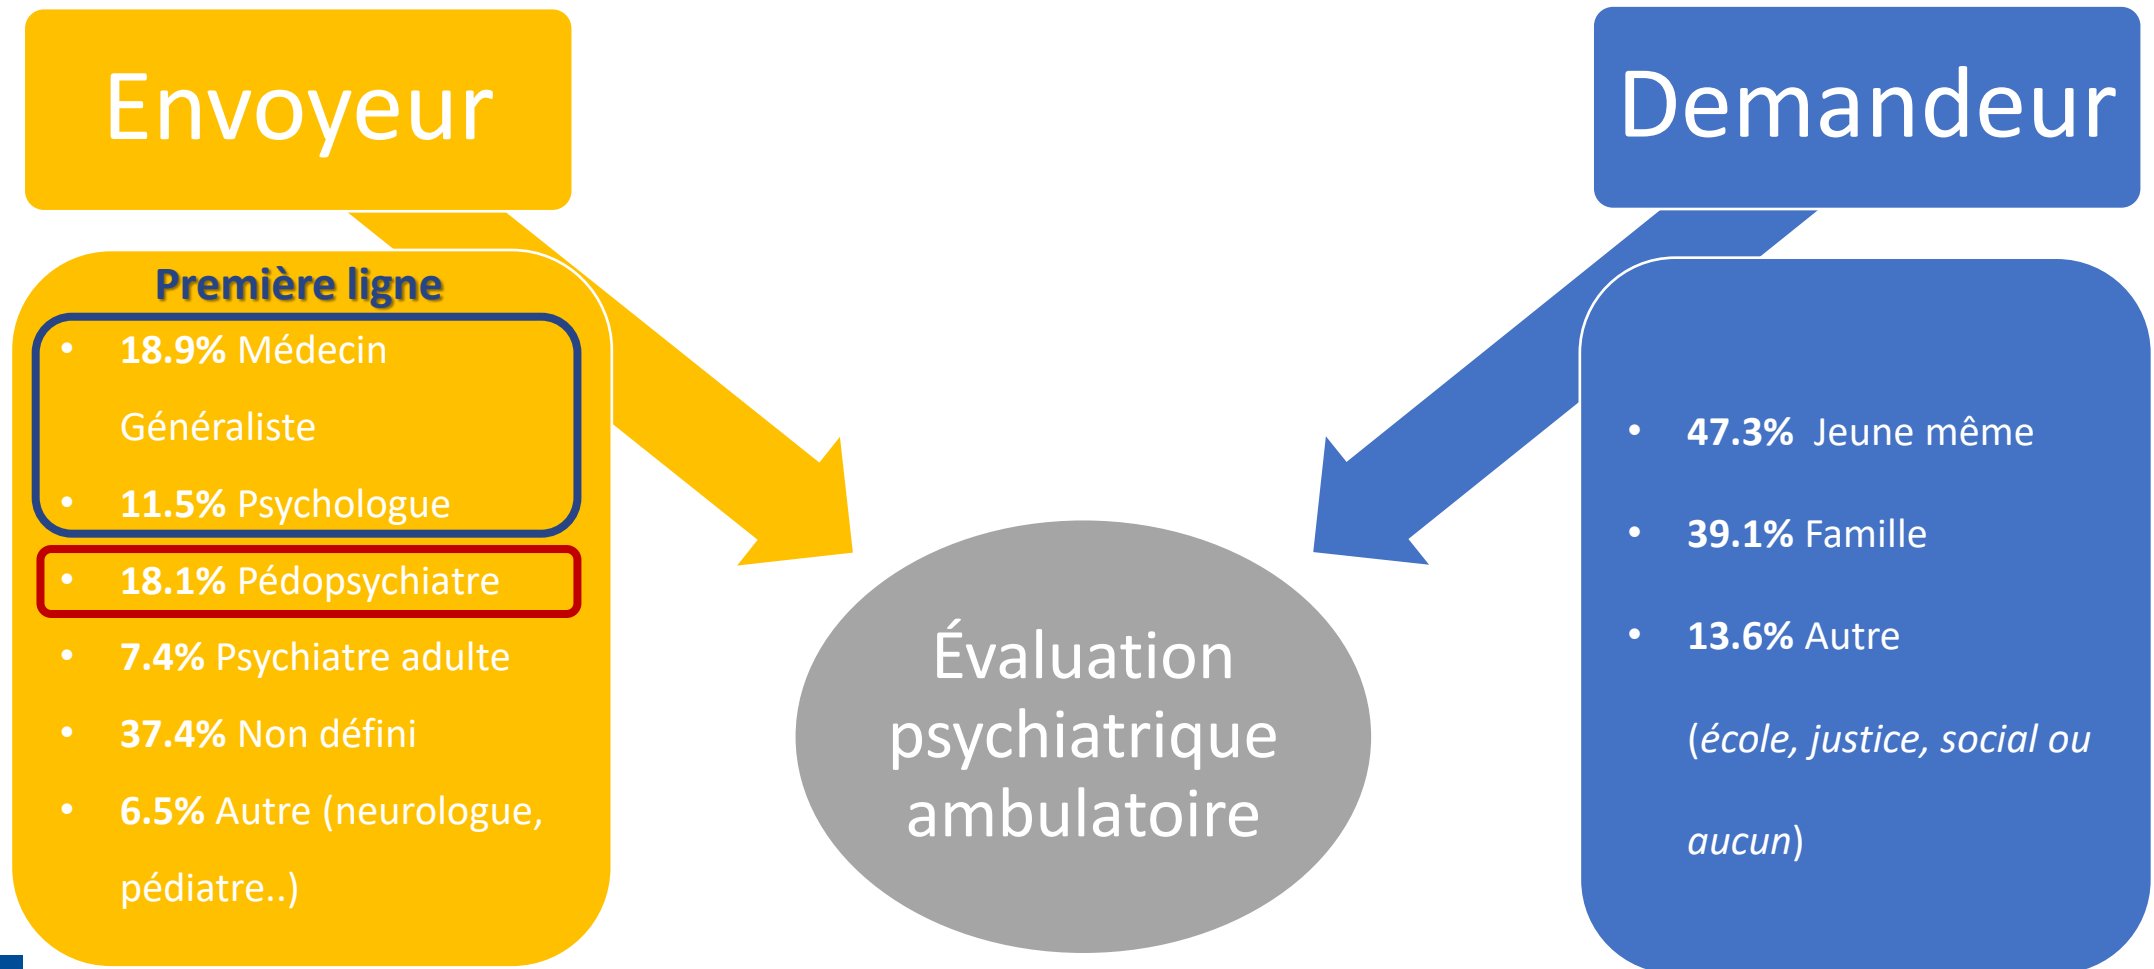 Envoyeur
Première ligne
• 18.9% Médecin
Généraliste
• 11.5% Psychologue
• 18.1% Pédopsychiatre
• 7.4% Psychiatre adulte
• 37.4% Non défini
• 6.5% Autre (neurologue,
pédiatre..)
Évaluation
psychiatrique
ambulatoire
Demandeur
• 47.3% Jeune même
• 39.1% Famille
• 13.6% Autre
(école, justice, social ou
aucun)